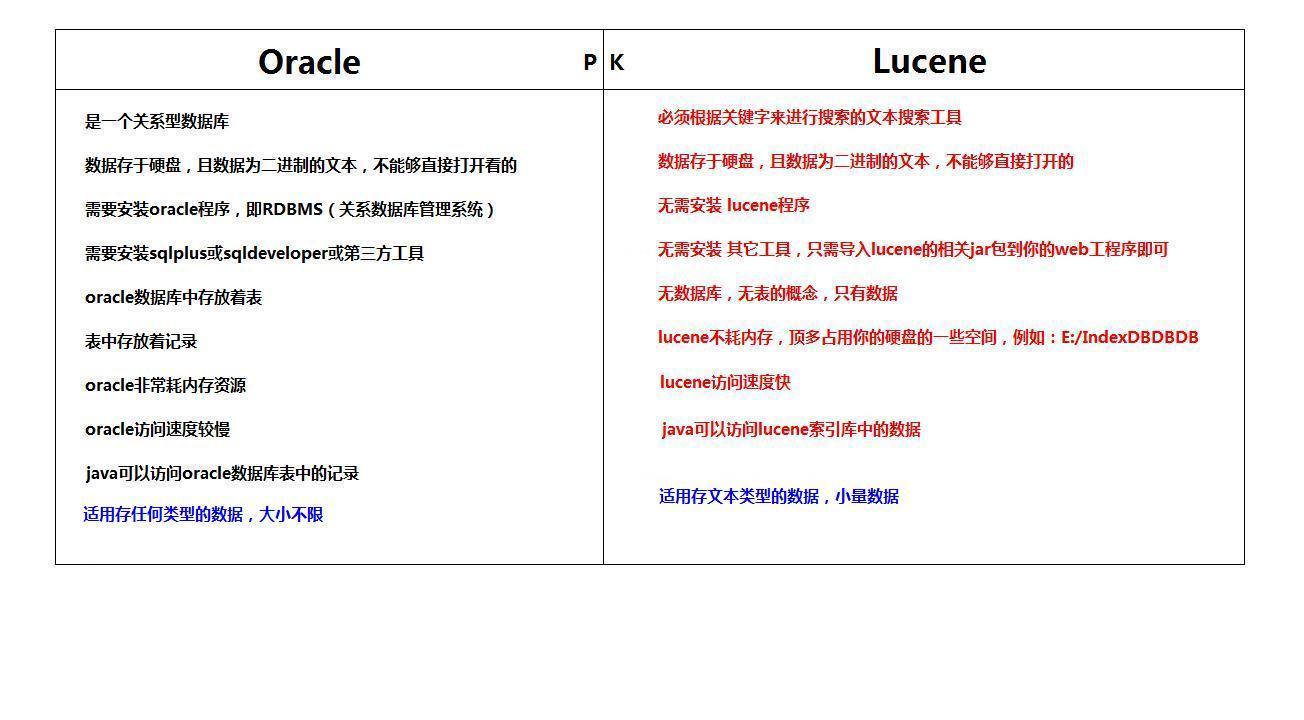 Oracle
P K
Lucene
是一个关系型数据库
数据存于硬盘，且数据为二进制的文本，不能够直接打开看的
需要安装oracle程序，即RDBMS（关系数据库管理系统）
需要安装sqlplus或sqldeveloper或第三方工具
oracle数据库中存放着表
表中存放着记录
oracle非常耗内存资源
oracle访问速度较慢
java可以访问oracle数据库表中的记录
适用存任何类型的数据，大小不限
必须根据关键字来进行搜索的文本搜索工具
数据存于硬盘，且数据为二进制的文本，不能够直接打开的
无需安装 lucene程序
无需安装 其它工具，只需导入lucene的相关jar包到你的web工程序即可
无数据库，无表的概念，只有数据
lucene不耗内存，顶多占用你的硬盘的一些空间，例如：E:/IndexDBDBDB
lucene访问速度快
java可以访问lucene索引库中的数据
适用存文本类型的数据，小量数据